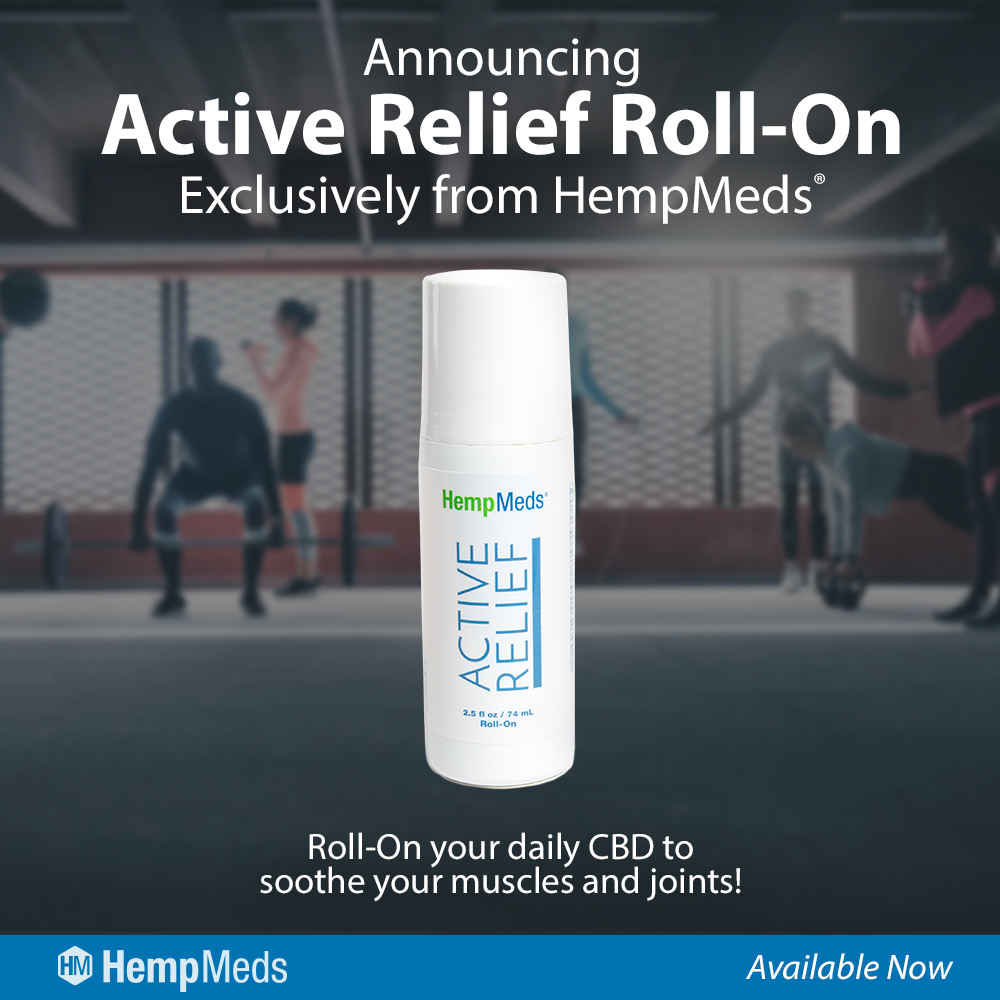 Announcing
Active Relief Roll-On
Exclusively from HempMeds®
HempMeds®
ACTIVE
RELIEF
2.5 fl oz / 74 mL
Roll-On
Roll-On your daily CBD to
soothe your muscles and joints!
HM HempMeds
Available Now